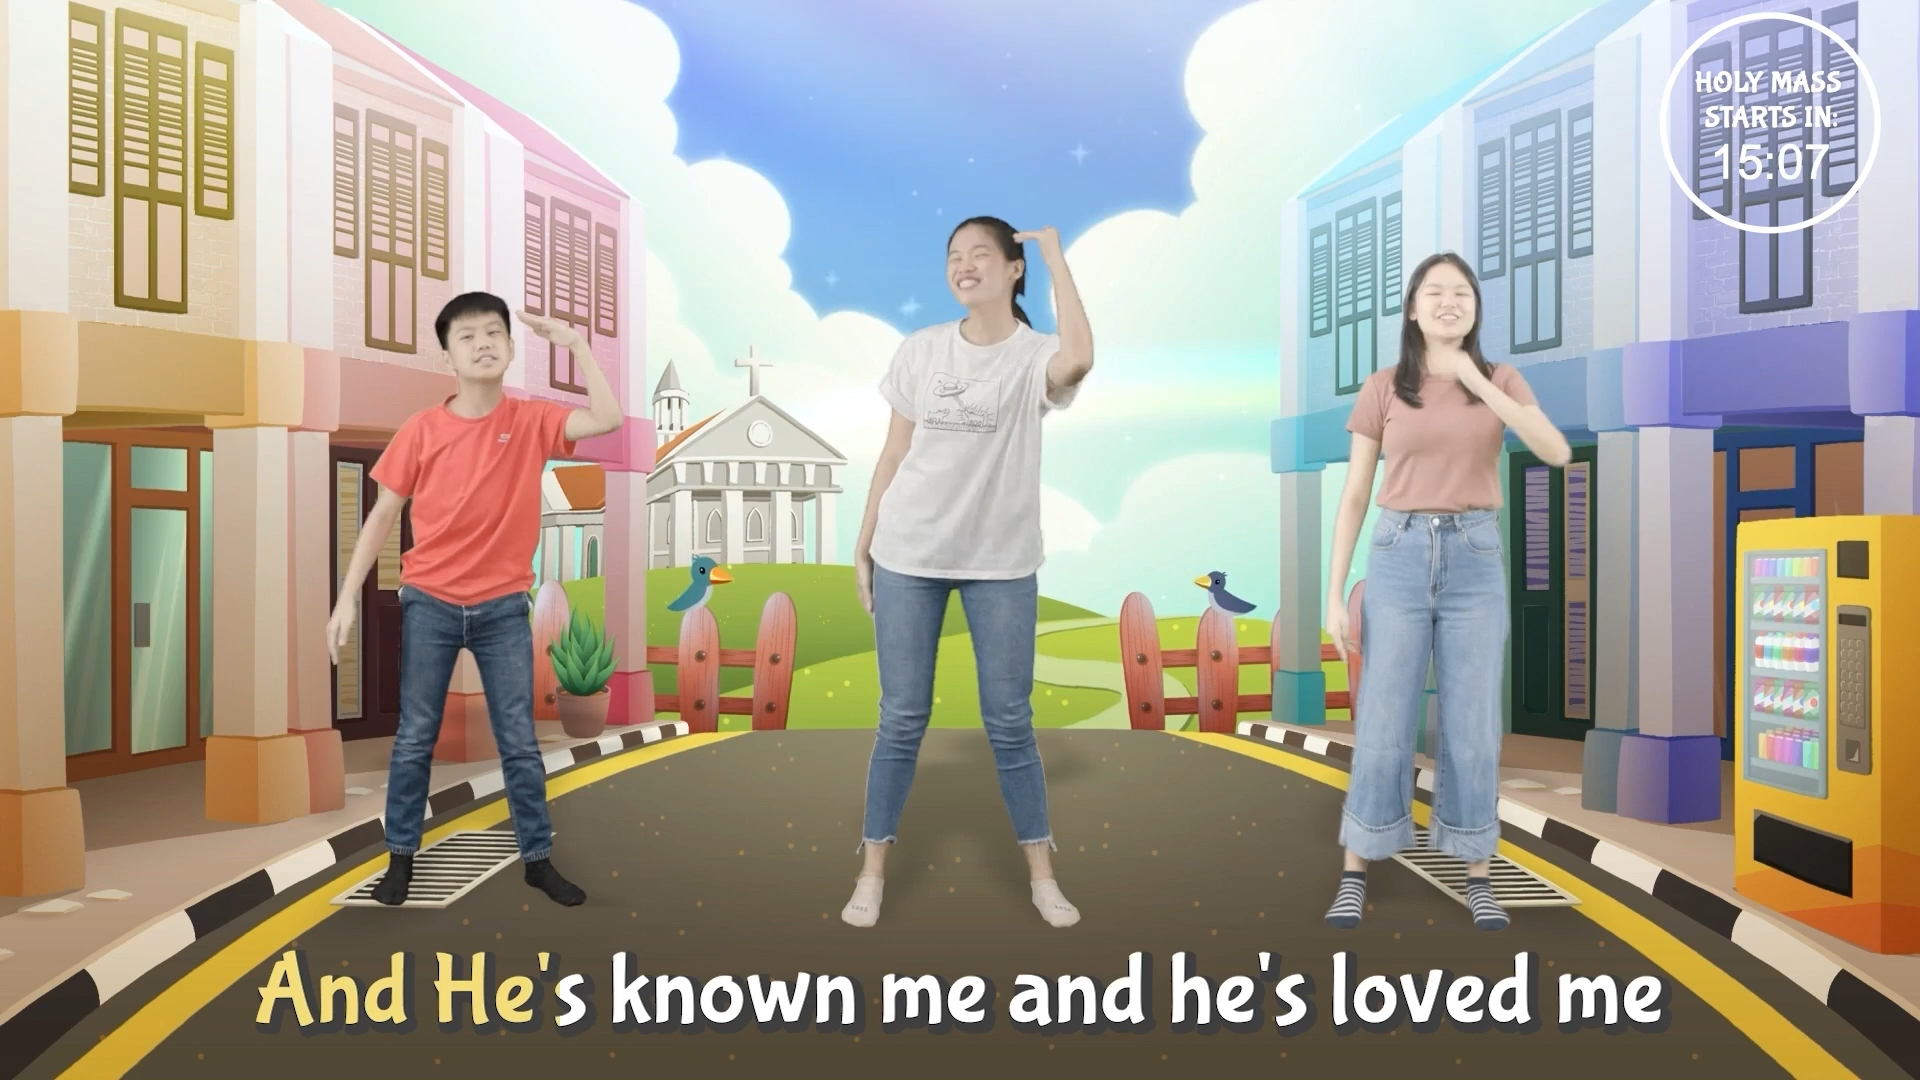 HOLY MASS
STARTS IN:
15:07
And He's known me and he's loved me